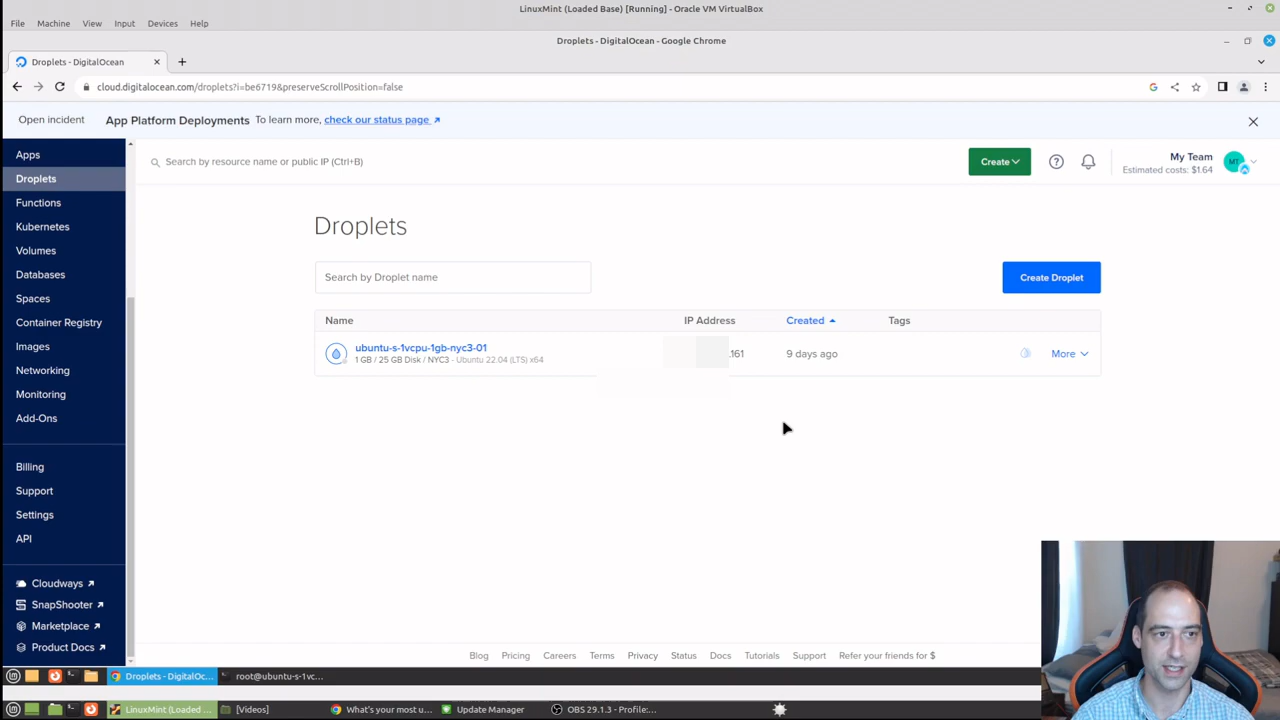 LinuxMint (Loaded Base) [Running] - Oracle VM VirtualBox
File Machine View Input Devices Help
Droplets - DigitalOcean - Google Chrome
Droplets - DigitalOcean
cloud.digitalocean.com/droplets?i=be6719&preserveScrollPosition=false
Open incident App Platform Deployments To learn more, check our status page
Apps
Droplets
Functions
Kubernetes
Volumes
Databases
Spaces
Container Registry
Images
Networking
Monitoring
Add-Ons
Billing
Support
Settings
API
Cloudways
SnapShooter
Marketplace
Product Docs
Search by resource name or public IP (Ctrl+B)
Create
My Team
Estimated costs: $1.64
MT
Droplets
Search by Droplet name
Create Droplet
Name IP Address Created Tags
ubuntu-s-1vcpu-1gb-nyc3-01
1 GB / 25 GB Disk / NYC3 - Ubuntu 22.04 (LTS) x64
.161 9 days ago More
Blog Pricing Careers Terms Privacy Status Docs Tutorials Support Refer your friends for $
Droplets - DigitalOc... root@ubuntu-s-1vc...
LinuxMint (Loaded ... [Videos] What's your most u... Update Manager OBS 29.1.3 - Profile:...